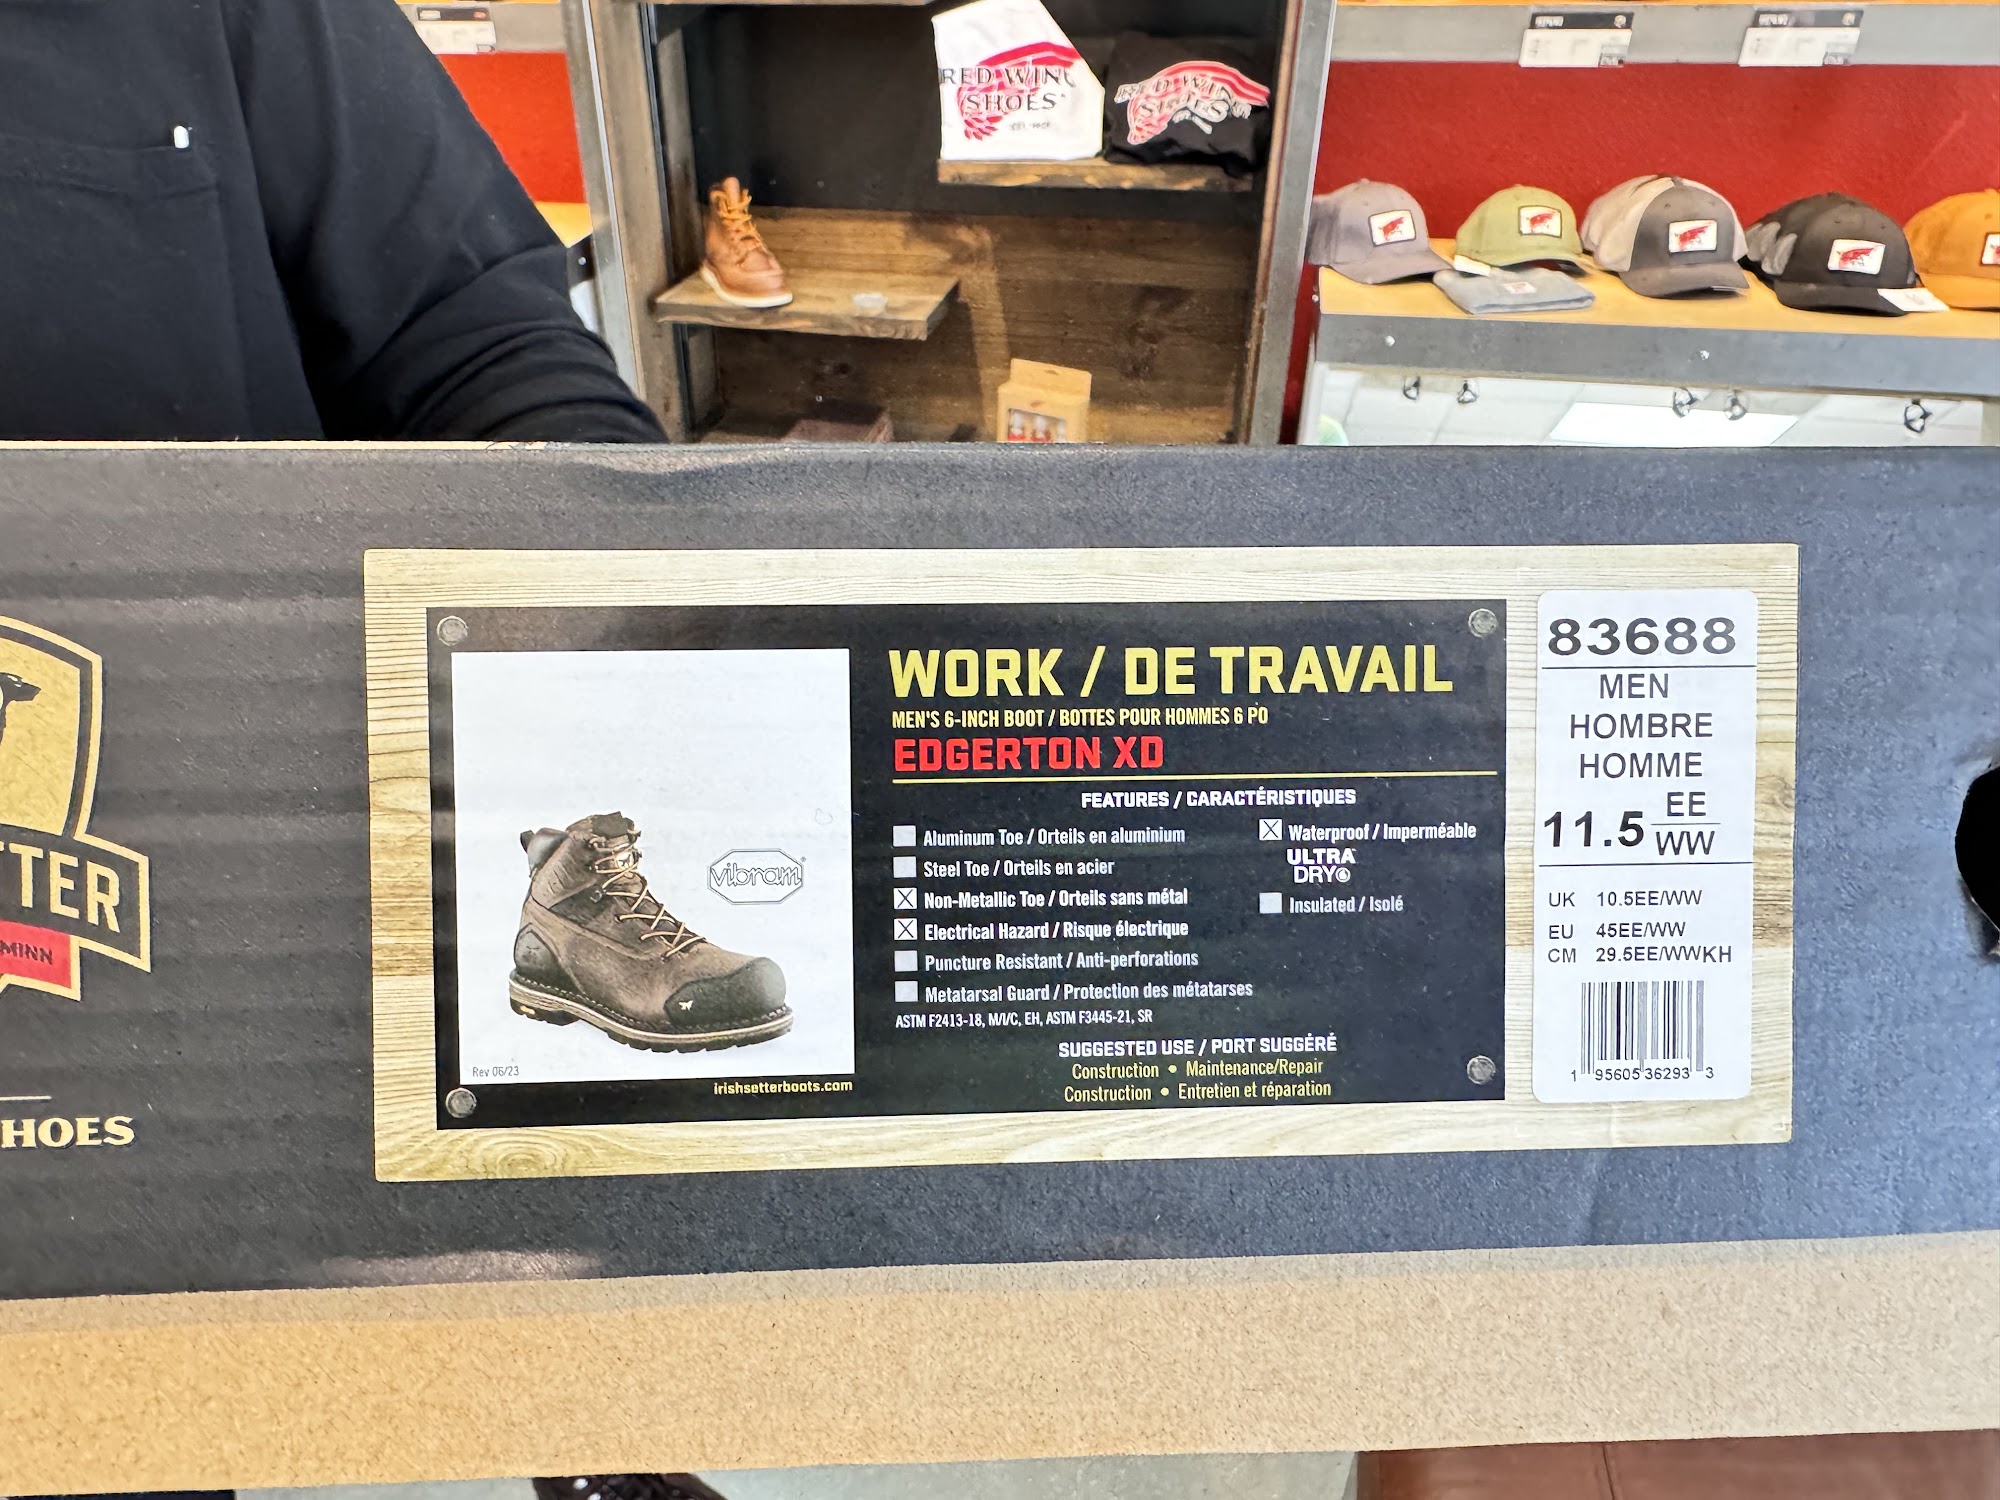 RED WING
SHOES
RED WING
SHOES
TTER
MINN
HOES
WORK / DE TRAVAIL
MEN'S 6-INCH BOOT / BOTTES POUR HOMMES 6 PO
EDGERTON XD
FEATURES / CARACTÉRISTIQUES
Aluminum Toe / Orteils en aluminium
Steel Toe / Orteils en acier
Non-Metallic Toe / Orteils sans métal
Electrical Hazard / Risque électrique
Puncture Resistant / Anti-perforations
Metatarsal Guard / Protection des métatarses
Waterproof / Imperméable
ULTRA
DRY
Insulated / Isolé
ASTM F2413-18, M/I/C, EH, ASTM F3445-21, SR
SUGGESTED USE / PORT SUGGÉRÉ
Construction • Maintenance/Repair
Construction • Entretien et réparation
vibram®
Rev 06/23
irishsetterboots.com
83688
MEN
HOMBRE
HOMME
11.5 EE
WW
UK 10.5EE/WW
EU 45EE/WW
CM 29.5EE/WWKH
1 95605 36293 3